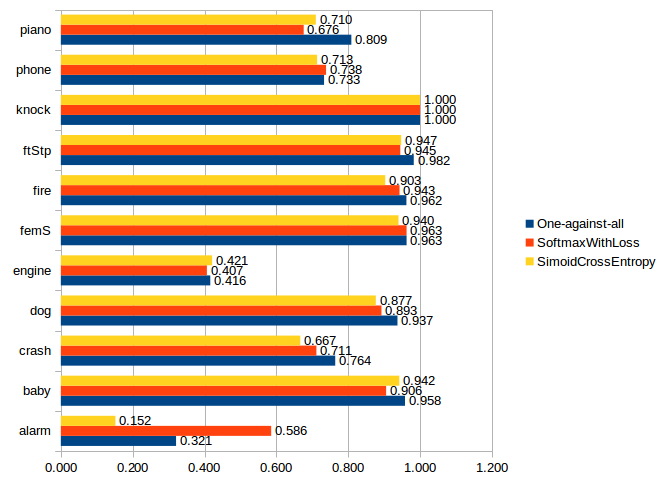 piano
0.710
0.676
0.809
phone
0.713
0.738
0.733
knock
1.000
1.000
1.000
ftStp
0.947
0.945
0.982
fire
0.903
0.943
0.962
femS
0.940
0.963
0.963
engine
0.421
0.407
0.416
dog
0.877
0.893
0.937
crash
0.667
0.711
0.764
baby
0.942
0.906
0.958
alarm
0.152
0.586
0.321
0.000 0.200 0.400 0.600 0.800 1.000 1.200
One-against-all
SoftmaxWithLoss
SimoidCrossEntropy